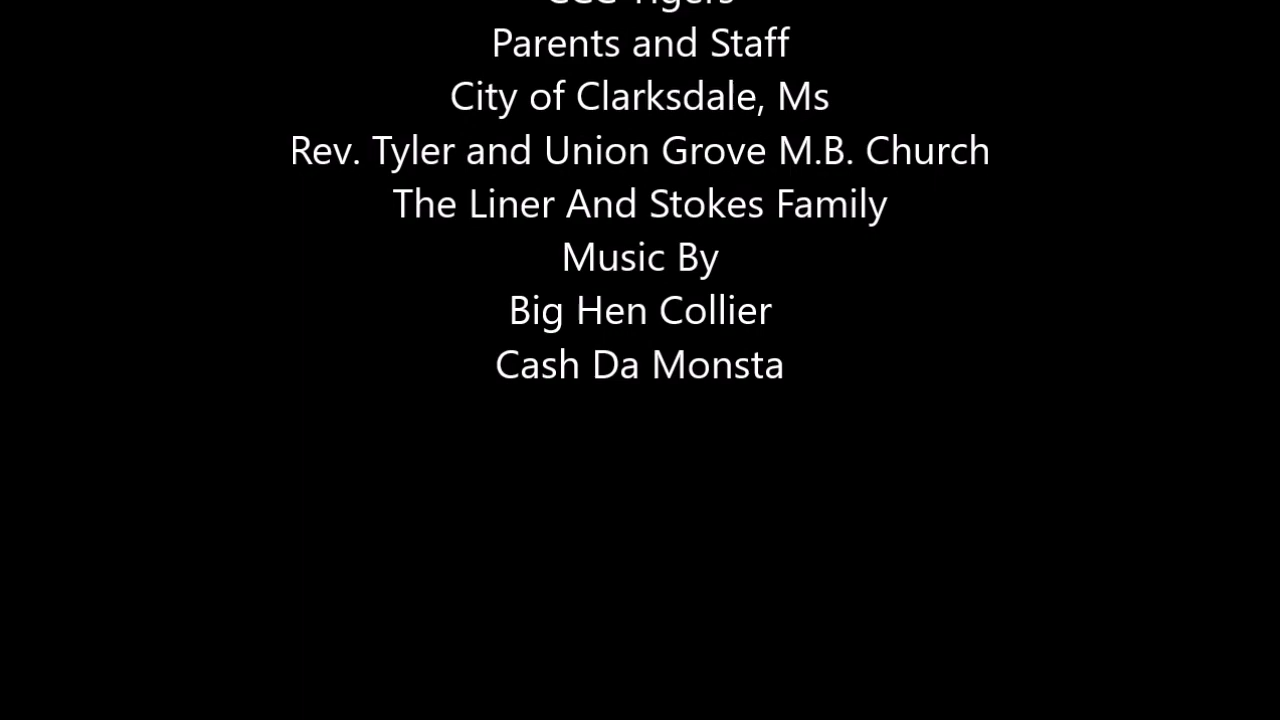 Tigers
Parents and Staff
City of Clarksdale, Ms
Rev. Tyler and Union Grove M.B. Church
The Liner And Stokes Family
Music By
Big Hen Collier
Cash Da Monsta